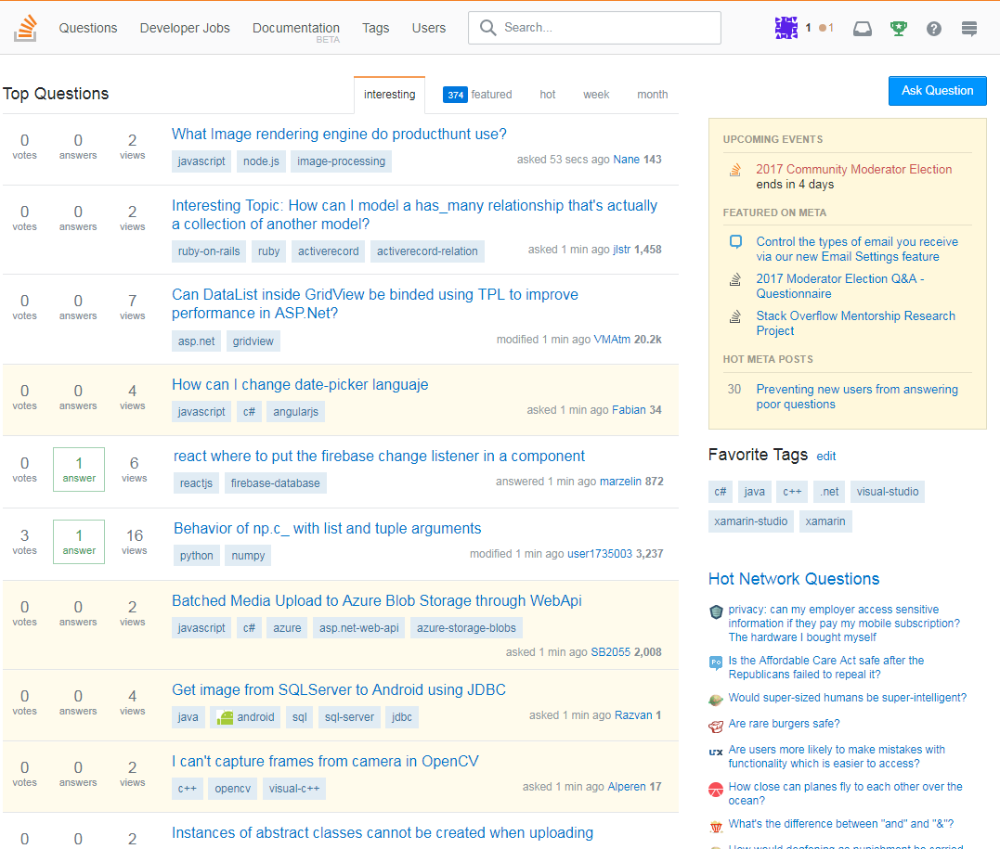 Questions Developer Jobs Documentation BETA Tags Users Search... 1 1
Top Questions interesting 374 featured hot week month
0 votes 0 answers 2 views
What Image rendering engine do producthunt use?
javascript node.js image-processing
asked 53 secs ago Nane 143
0 votes 0 answers 2 views
Interesting Topic: How can I model a has_many relationship that's actually
a collection of another model?
ruby-on-rails ruby activerecord activerecord-relation
asked 1 min ago jlstr 1,458
0 votes 0 answers 7 views
Can DataList inside GridView be binded using TPL to improve
performance in ASP.Net?
asp.net gridview
modified 1 min ago VMAtm 20.2k
0 votes 0 answers 4 views
How can I change date-picker languaje
javascript c# angularjs
asked 1 min ago Fabian 34
0 votes 1 answer 6 views
react where to put the firebase change listener in a component
reactjs firebase-database
answered 1 min ago marzelin 872
3 votes 1 answer 16 views
Behavior of np.c_ with list and tuple arguments
python numpy
modified 1 min ago user1735003 3,237
0 votes 0 answers 2 views
Batched Media Upload to Azure Blob Storage through WebApi
javascript c# azure asp.net-web-api azure-storage-blobs
asked 1 min ago SB2055 2,008
0 votes 0 answers 4 views
Get image from SQLServer to Android using JDBC
java android sql sql-server jdbc
asked 1 min ago Razvan 1
0 votes 0 answers 2 views
I can't capture frames from camera in OpenCV
c++ opencv visual-c++
asked 1 min ago Alperen 17
0 0 2
Instances of abstract classes cannot be created when uploading
Ask Question
UPCOMING EVENTS
2017 Community Moderator Election
ends in 4 days
FEATURED ON META
Control the types of email you receive
via our new Email Settings feature
2017 Moderator Election Q&A -
Questionnaire
Stack Overflow Mentorship Research
Project
HOT META POSTS
30 Preventing new users from answering
poor questions
Favorite Tags edit
c# java c++ .net visual-studio
xamarin-studio xamarin
Hot Network Questions
privacy: can my employer access sensitive
information if they pay my mobile subscription?
The hardware I bought myself
Is the Affordable Care Act safe after the
Republicans failed to repeal it?
Would super-sized humans be super-intelligent?
Are rare burgers safe?
Are users more likely to make mistakes with
functionality which is easier to access?
How close can planes fly to each other over the
ocean?
What's the difference between "and" and "&"?